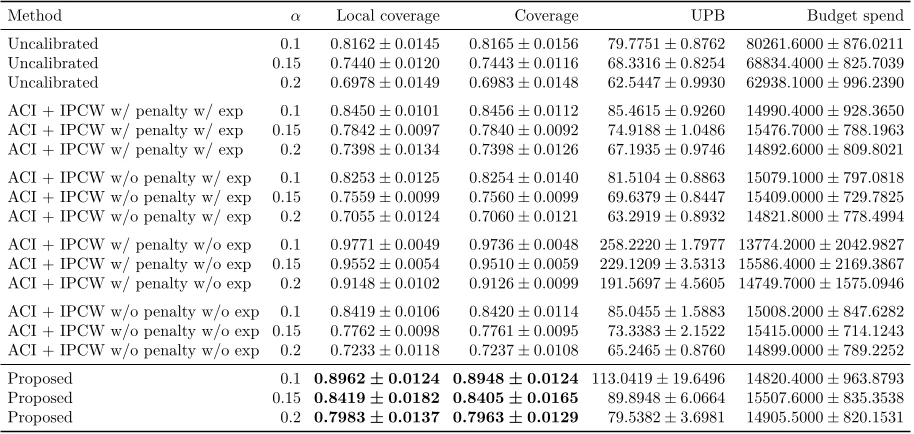 Method α Local coverage Coverage UPB Budget spend
Uncalibrated 0.1 0.8162 ± 0.0145 0.8165 ± 0.0156 79.7751 ± 0.8762 80261.6000 ± 876.0211
Uncalibrated 0.15 0.7440 ± 0.0120 0.7443 ± 0.0116 68.3316 ± 0.8254 68834.4000 ± 825.7039
Uncalibrated 0.2 0.6978 ± 0.0149 0.6983 ± 0.0148 62.5447 ± 0.9930 62938.1000 ± 996.2390
ACI + IPCW w/ penalty w/ exp 0.1 0.8450 ± 0.0101 0.8456 ± 0.0112 85.4615 ± 0.9260 14990.4000 ± 928.3650
ACI + IPCW w/ penalty w/ exp 0.15 0.7842 ± 0.0097 0.7840 ± 0.0092 74.9188 ± 1.0486 15476.7000 ± 788.1963
ACI + IPCW w/ penalty w/ exp 0.2 0.7398 ± 0.0134 0.7398 ± 0.0126 67.1935 ± 0.9746 14892.6000 ± 809.8021
ACI + IPCW w/o penalty w/ exp 0.1 0.8253 ± 0.0125 0.8254 ± 0.0140 81.5104 ± 0.8863 15079.1000 ± 797.0818
ACI + IPCW w/o penalty w/ exp 0.15 0.7559 ± 0.0099 0.7560 ± 0.0099 69.6379 ± 0.8447 15409.0000 ± 729.7825
ACI + IPCW w/o penalty w/ exp 0.2 0.7055 ± 0.0124 0.7060 ± 0.0121 63.2919 ± 0.8932 14821.8000 ± 778.4994
ACI + IPCW w/ penalty w/o exp 0.1 0.9771 ± 0.0049 0.9736 ± 0.0048 258.2220 ± 1.7977 13774.2000 ± 2042.9827
ACI + IPCW w/ penalty w/o exp 0.15 0.9552 ± 0.0054 0.9510 ± 0.0059 229.1209 ± 3.5313 15586.4000 ± 2169.3867
ACI + IPCW w/ penalty w/o exp 0.2 0.9148 ± 0.0102 0.9126 ± 0.0099 191.5697 ± 4.5605 14749.7000 ± 1575.0946
ACI + IPCW w/o penalty w/o exp 0.1 0.8419 ± 0.0106 0.8420 ± 0.0114 85.0455 ± 1.5883 15008.2000 ± 847.6282
ACI + IPCW w/o penalty w/o exp 0.15 0.7762 ± 0.0098 0.7761 ± 0.0095 73.3383 ± 2.1522 15415.0000 ± 714.1243
ACI + IPCW w/o penalty w/o exp 0.2 0.7233 ± 0.0118 0.7237 ± 0.0108 65.2465 ± 0.8760 14899.0000 ± 789.2252
Proposed 0.1 0.8962 ± 0.0124 0.8948 ± 0.0124 113.0419 ± 19.6496 14820.4000 ± 963.8793
Proposed 0.15 0.8419 ± 0.0182 0.8405 ± 0.0165 89.8948 ± 6.0664 15507.6000 ± 835.3538
Proposed 0.2 0.7983 ± 0.0137 0.7963 ± 0.0129 79.5382 ± 3.6981 14905.5000 ± 820.1531